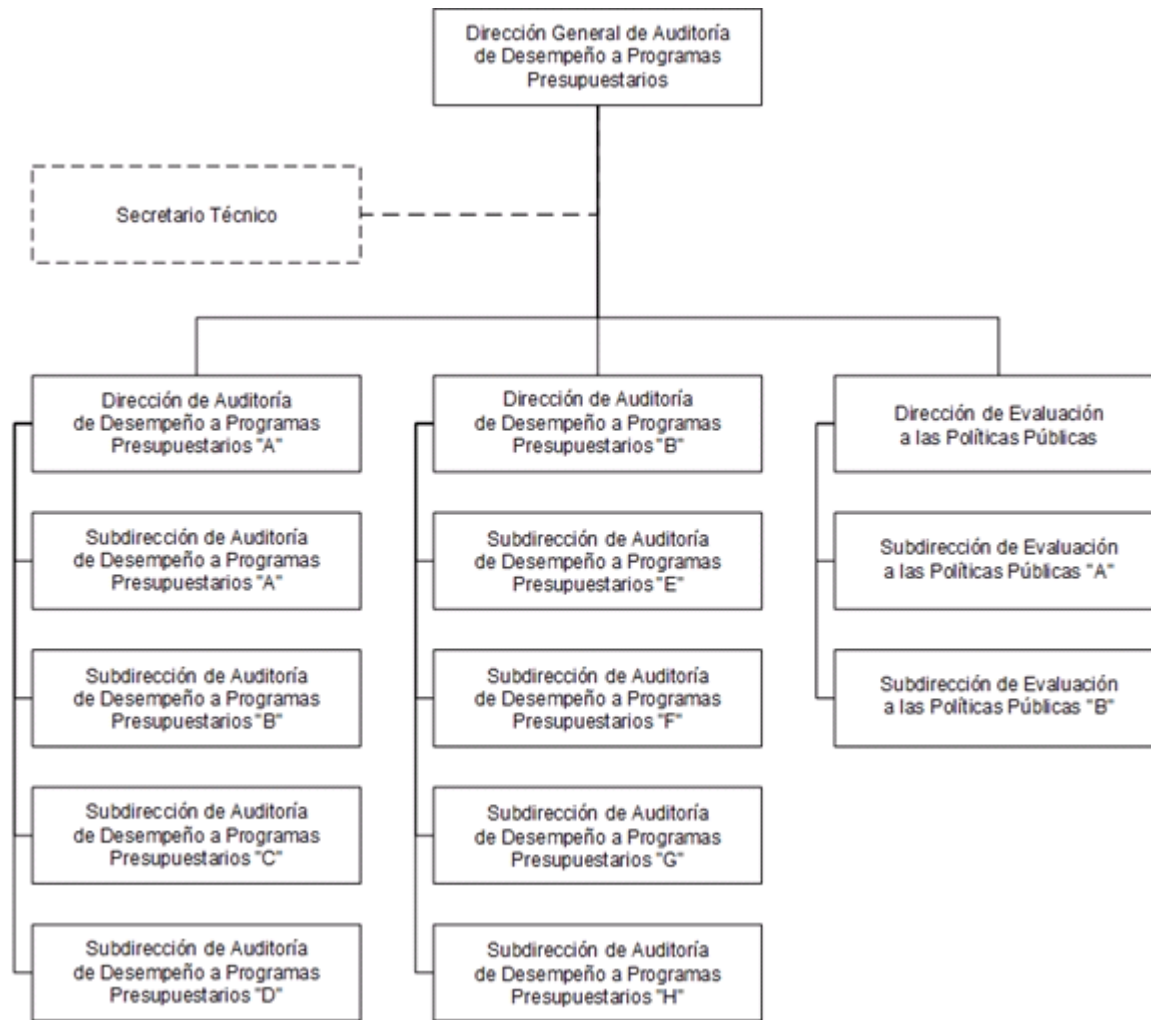 Dirección General de Auditoría
de Desempeño a Programas
Presupuestarios
Secretario Técnico
Dirección de Auditoría
de Desempeño a Programas
Presupuestarios "A"
Subdirección de Auditoría
de Desempeño a Programas
Presupuestarios "A"
Subdirección de Auditoría
de Desempeño a Programas
Presupuestarios "B"
Subdirección de Auditoría
de Desempeño a Programas
Presupuestarios "C"
Subdirección de Auditoría
de Desempeño a Programas
Presupuestarios "D"
Dirección de Auditoría
de Desempeño a Programas
Presupuestarios "B"
Subdirección de Auditoría
de Desempeño a Programas
Presupuestarios "E"
Subdirección de Auditoría
de Desempeño a Programas
Presupuestarios "F"
Subdirección de Auditoría
de Desempeño a Programas
Presupuestarios "G"
Subdirección de Auditoría
de Desempeño a Programas
Presupuestarios "H"
Dirección de Evaluación
a las Políticas Públicas
Subdirección de Evaluación
a las Políticas Públicas "A"
Subdirección de Evaluación
a las Políticas Públicas "B"